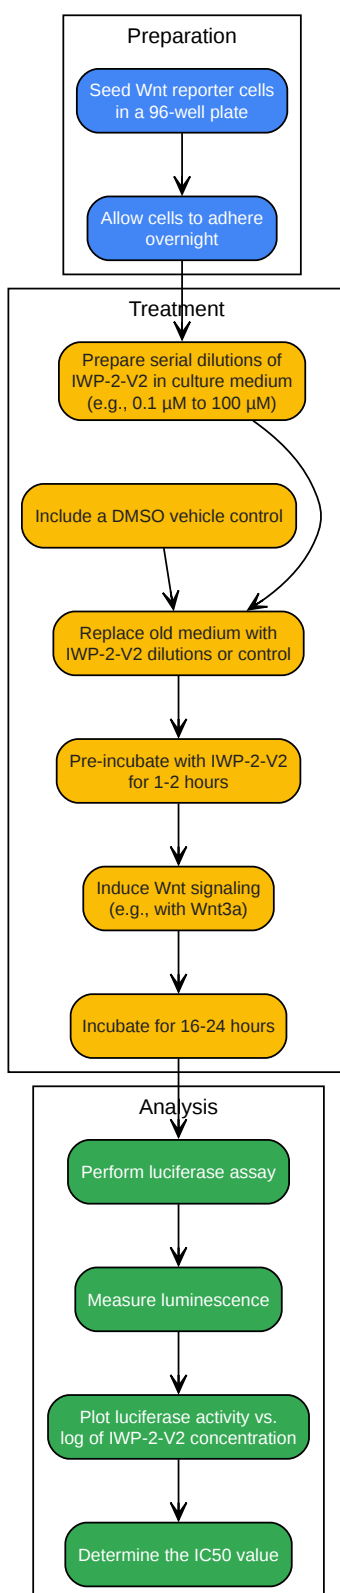 Preparation
Seed Wnt reporter cells
in a 96-well plate
Allow cells to adhere
overnight
Treatment
Prepare serial dilutions of
IWP-2-V2 in culture medium
(e.g., 0.1 µM to 100 µM)
Include a DMSO vehicle control
Replace old medium with
IWP-2-V2 dilutions or control
Pre-incubate with IWP-2-V2
for 1-2 hours
Induce Wnt signaling
(e.g., with Wnt3a)
Incubate for 16-24 hours
Analysis
Perform luciferase assay
Measure luminescence
Plot luciferase activity vs.
log of IWP-2-V2 concentration
Determine the IC50 value